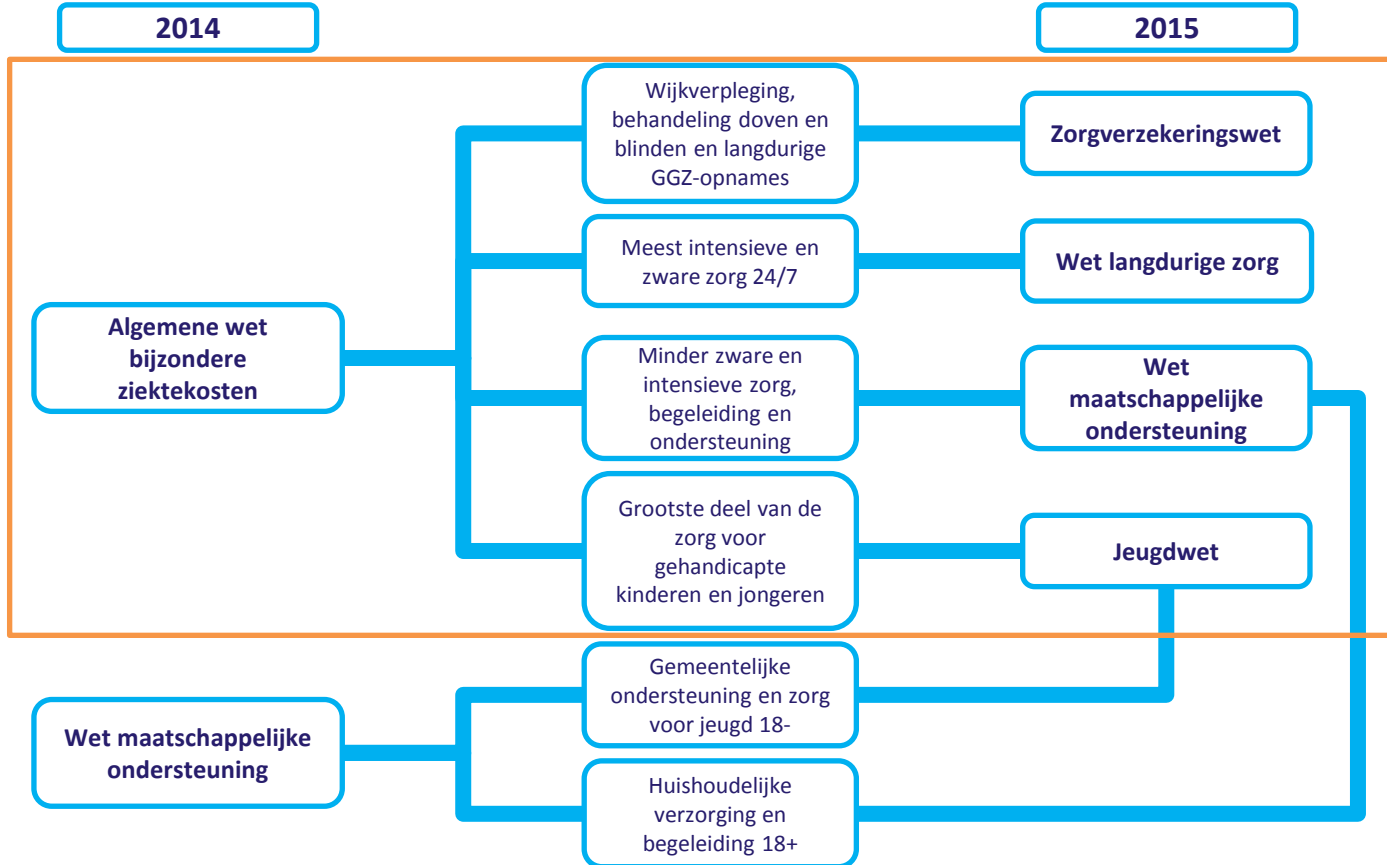 2014
2015
Wijkverpleging,
behandeling doven en
blinden en langdurige
GGZ-opnames
Zorgverzekeringswet
Meest intensieve en
zware zorg 24/7
Wet langdurige zorg
Algemene wet
bijzondere
ziektekosten
Minder zware en
intensieve zorg,
begeleiding en
ondersteuning
Wet
maatschappelijke
ondersteuning
Grootste deel van de
zorg voor
gehandicapte
kinderen en jongeren
Jeugdwet
Wet maatschappelijke
ondersteuning
Gemeentelijke
ondersteuning en zorg
voor jeugd 18-
Huishoudelijke
verzorging en
begeleiding 18+